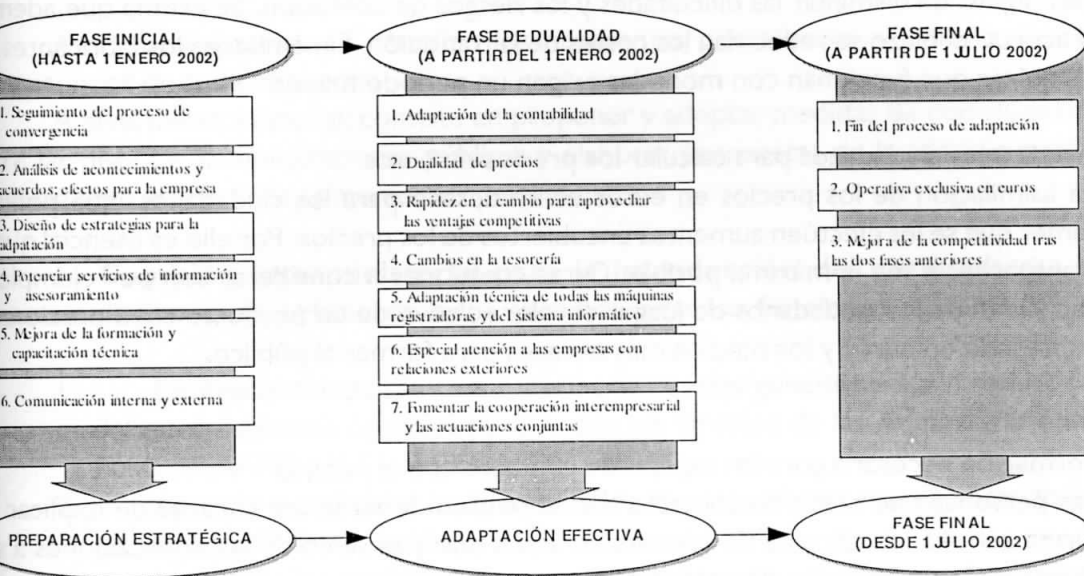 FASE INICIAL
(HASTA 1 ENERO 2002)
1. Seguimiento del proceso de
convergencia
2. Análisis de acontecimientos y
acuerdos; efectos para la empresa
3. Diseño de estrategias para la
adpatación
4. Potenciar servicios de información
y asesoramiento
5. Mejora de la formación y
capacitación técnica
6. Comunicación interna y externa
PREPARACIÓN ESTRATÉGICA
FASE DE DUALIDAD
(A PARTIR DEL 1 ENERO 2002)
1. Adaptación de la contabilidad
2. Dualidad de precios
3. Rapidez en el cambio para aprovechar
las ventajas competitivas
4. Cambios en la tesorería
5. Adaptación técnica de todas las máquinas
registradoras y del sistema informático
6. Especial atención a las empresas con
relaciones exteriores
7. Fomentar la cooperación interempresarial
y las actuaciones conjuntas
ADAPTACIÓN EFECTIVA
FASE FINAL
(A PARTIR DE 1 JULIO 2002)
1. Fin del proceso de adaptación
2. Operativa exclusiva en euros
3. Mejora de la competitividad tras
las dos fases anteriores
FASE FINAL
(DESDE 1 JULIO 2002)